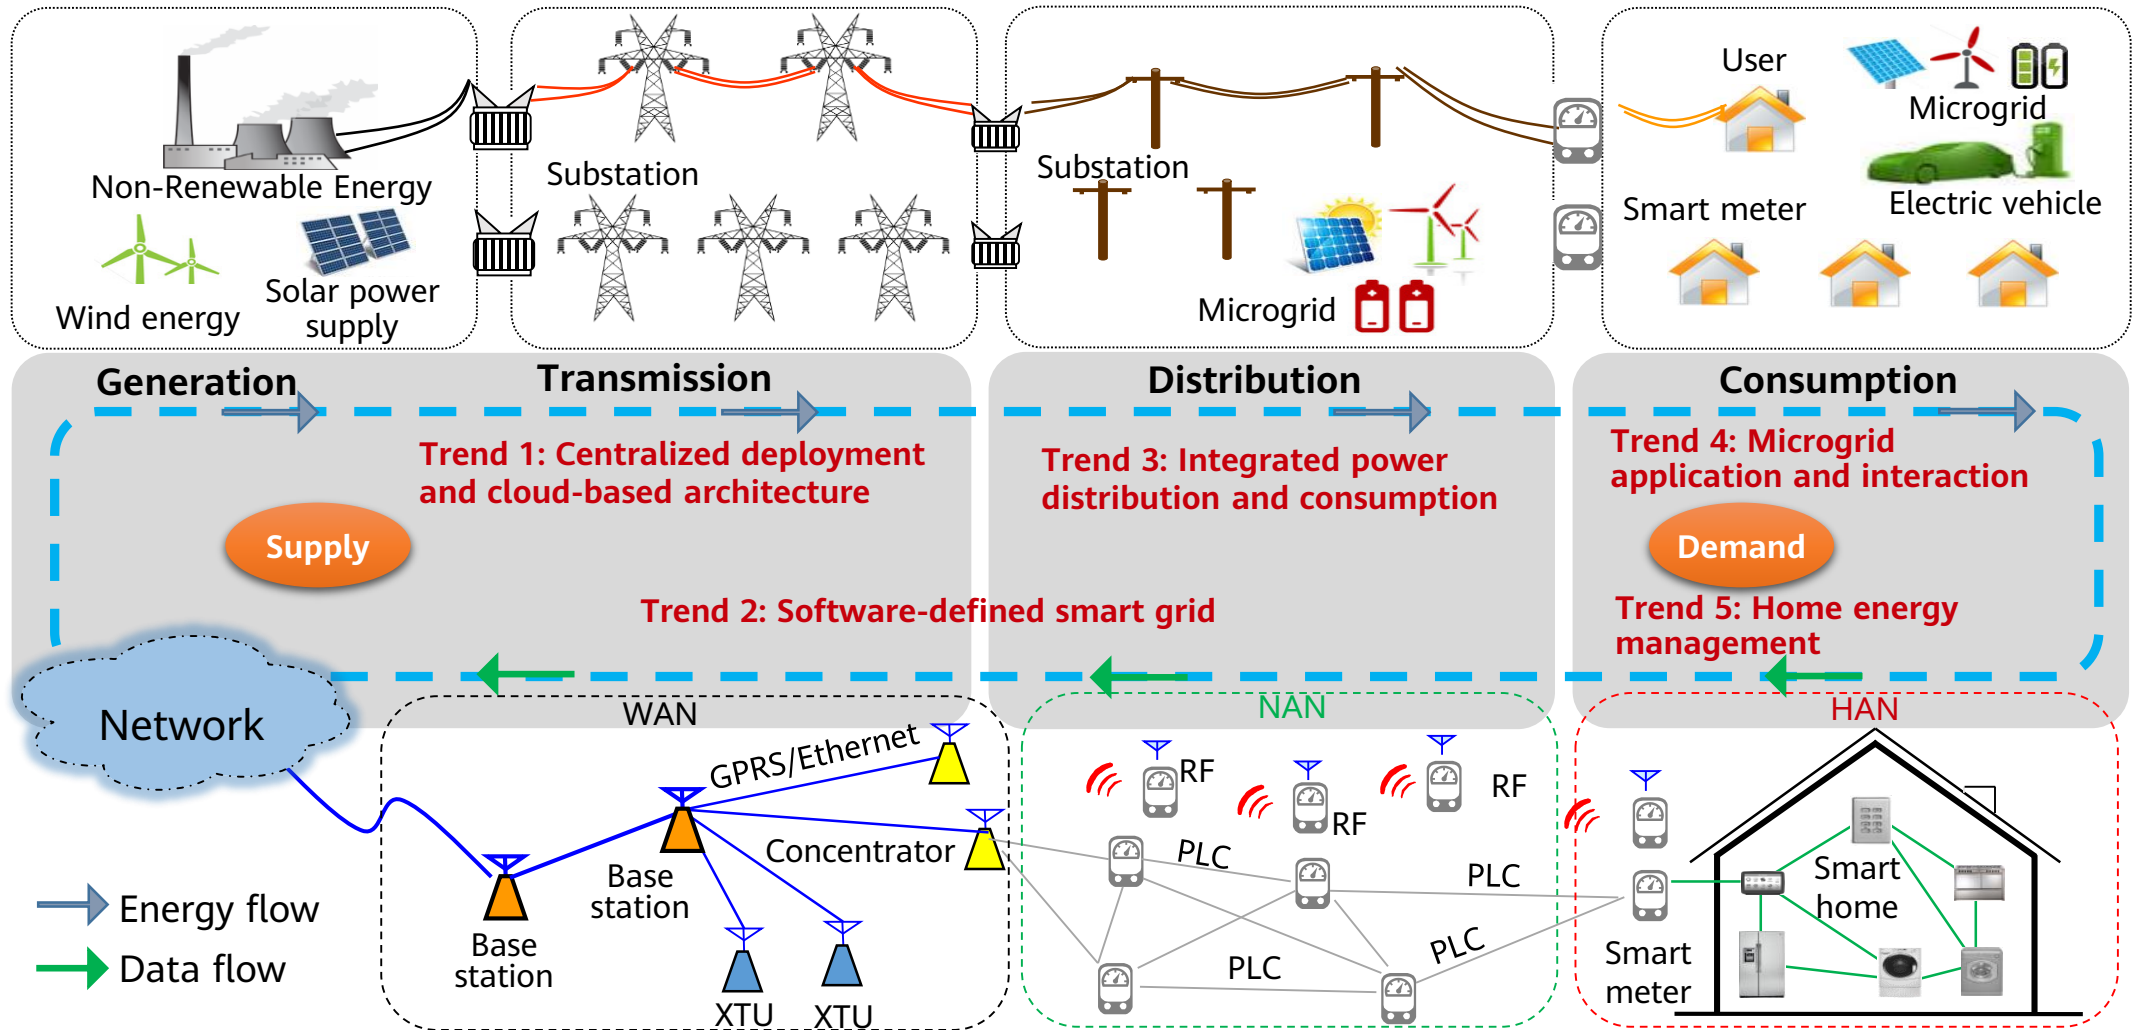 Non-Renewable Energy
Wind energy
Solar power
supply
Substation
Substation
Microgrid
User
Microgrid
Smart meter
Electric vehicle
Generation
Transmission
Distribution
Consumption
Trend 1: Centralized deployment
and cloud-based architecture
Trend 3: Integrated power
distribution and consumption
Trend 4: Microgrid
application and interaction
Supply
Demand
Trend 2: Software-defined smart grid
Trend 5: Home energy
management
Network
WAN
NAN
HAN
GPRS/Ethernet
RF
RF
RF
Concentrator
Base
station
Base
station
XTU
XTU
PLC
PLC
PLC
PLC
Smart
home
Smart
meter
Energy flow
Data flow